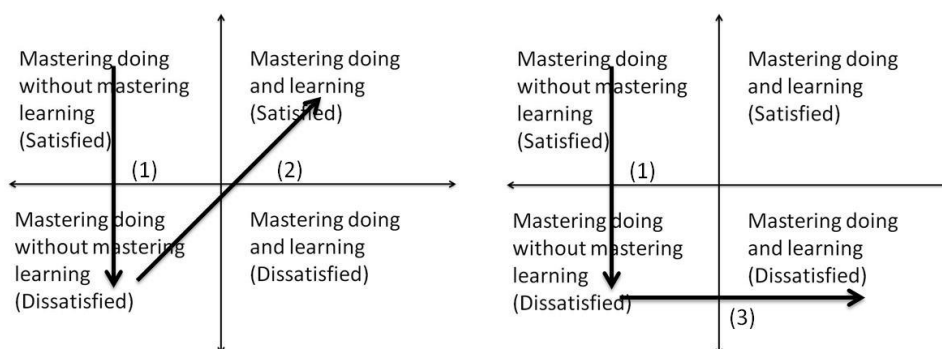 Mastering doing
without mastering
learning
(Satisfied)
Mastering doing
and learning
(Satisfied)
(1)
(2)
Mastering doing
without mastering
learning
(Dissatisfied)
Mastering doing
and learning
(Dissatisfied)
Mastering doing
without mastering
learning
(Satisfied)
Mastering doing
and learning
(Satisfied)
(1)
Mastering doing
without mastering
learning
(Dissatisfied)
Mastering doing
and learning
(Dissatisfied)
(3)